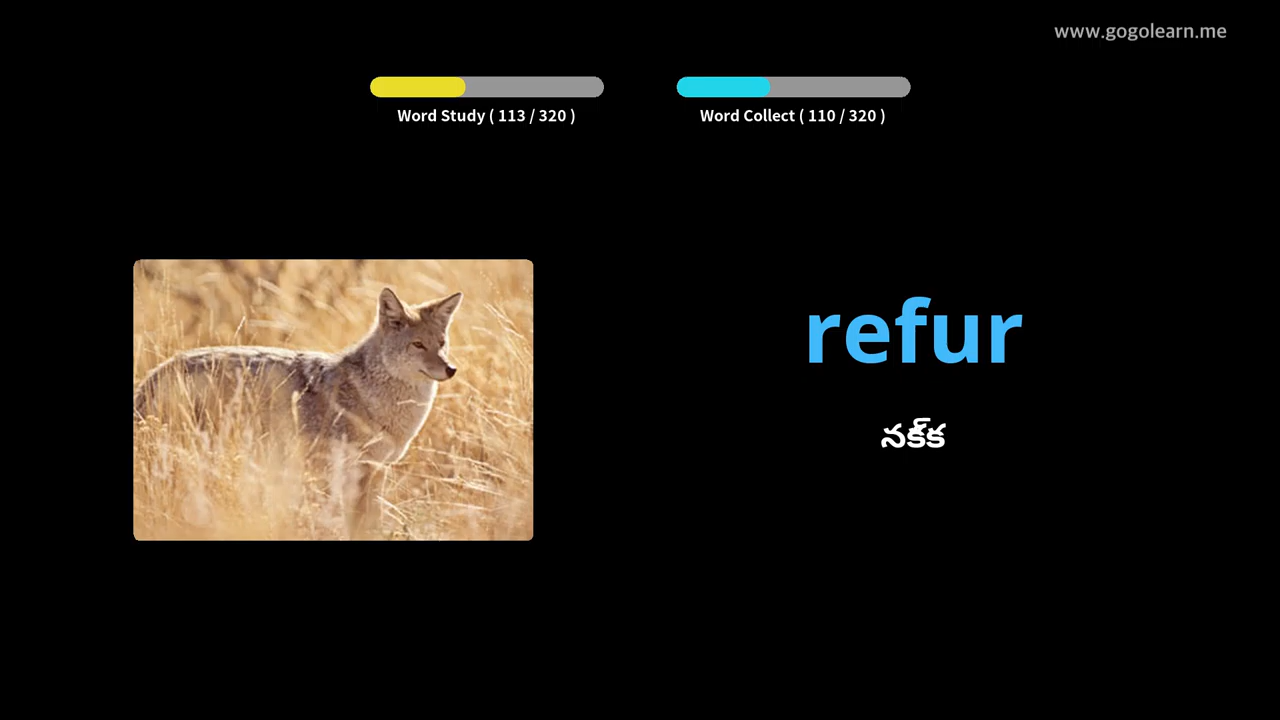 www.gogolearn.me
Word Study ( 113 / 320 )
Word Collect ( 110 / 320 )
refur
నక్క